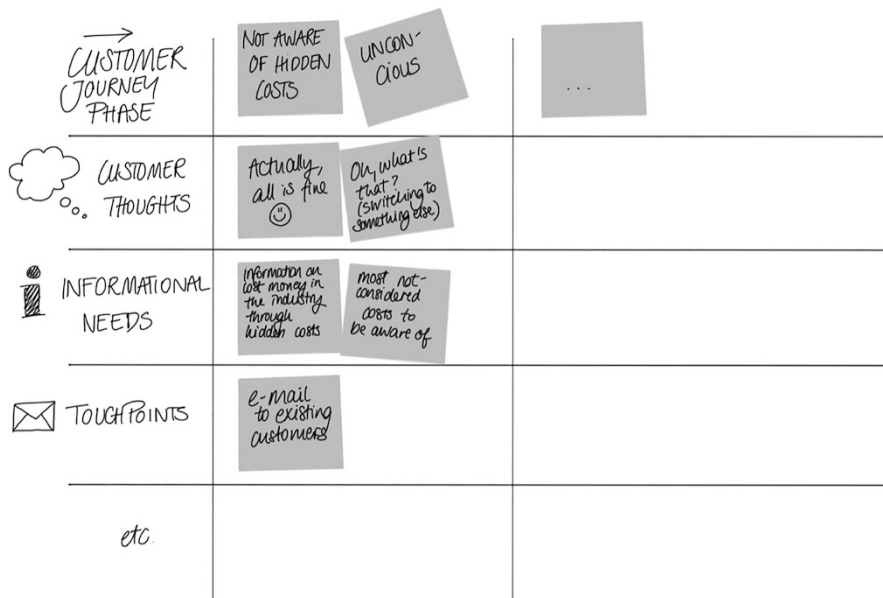 CUSTOMER
JOURNEY
PHASE
NOT AWARE
OF HIDDEN
COSTS
UNCON-
CIOUS
...
CUSTOMER
THOUGHTS
Actually,
all is fine
Oh, what is
that?
(switching to
something else)
INFORMATIONAL
NEEDS
Information on
cost money in
the industry
through
hidden costs
most not-
considered
costs to
be aware of
TOUCHPOINTS
e-mail
to existing
customers
etc.